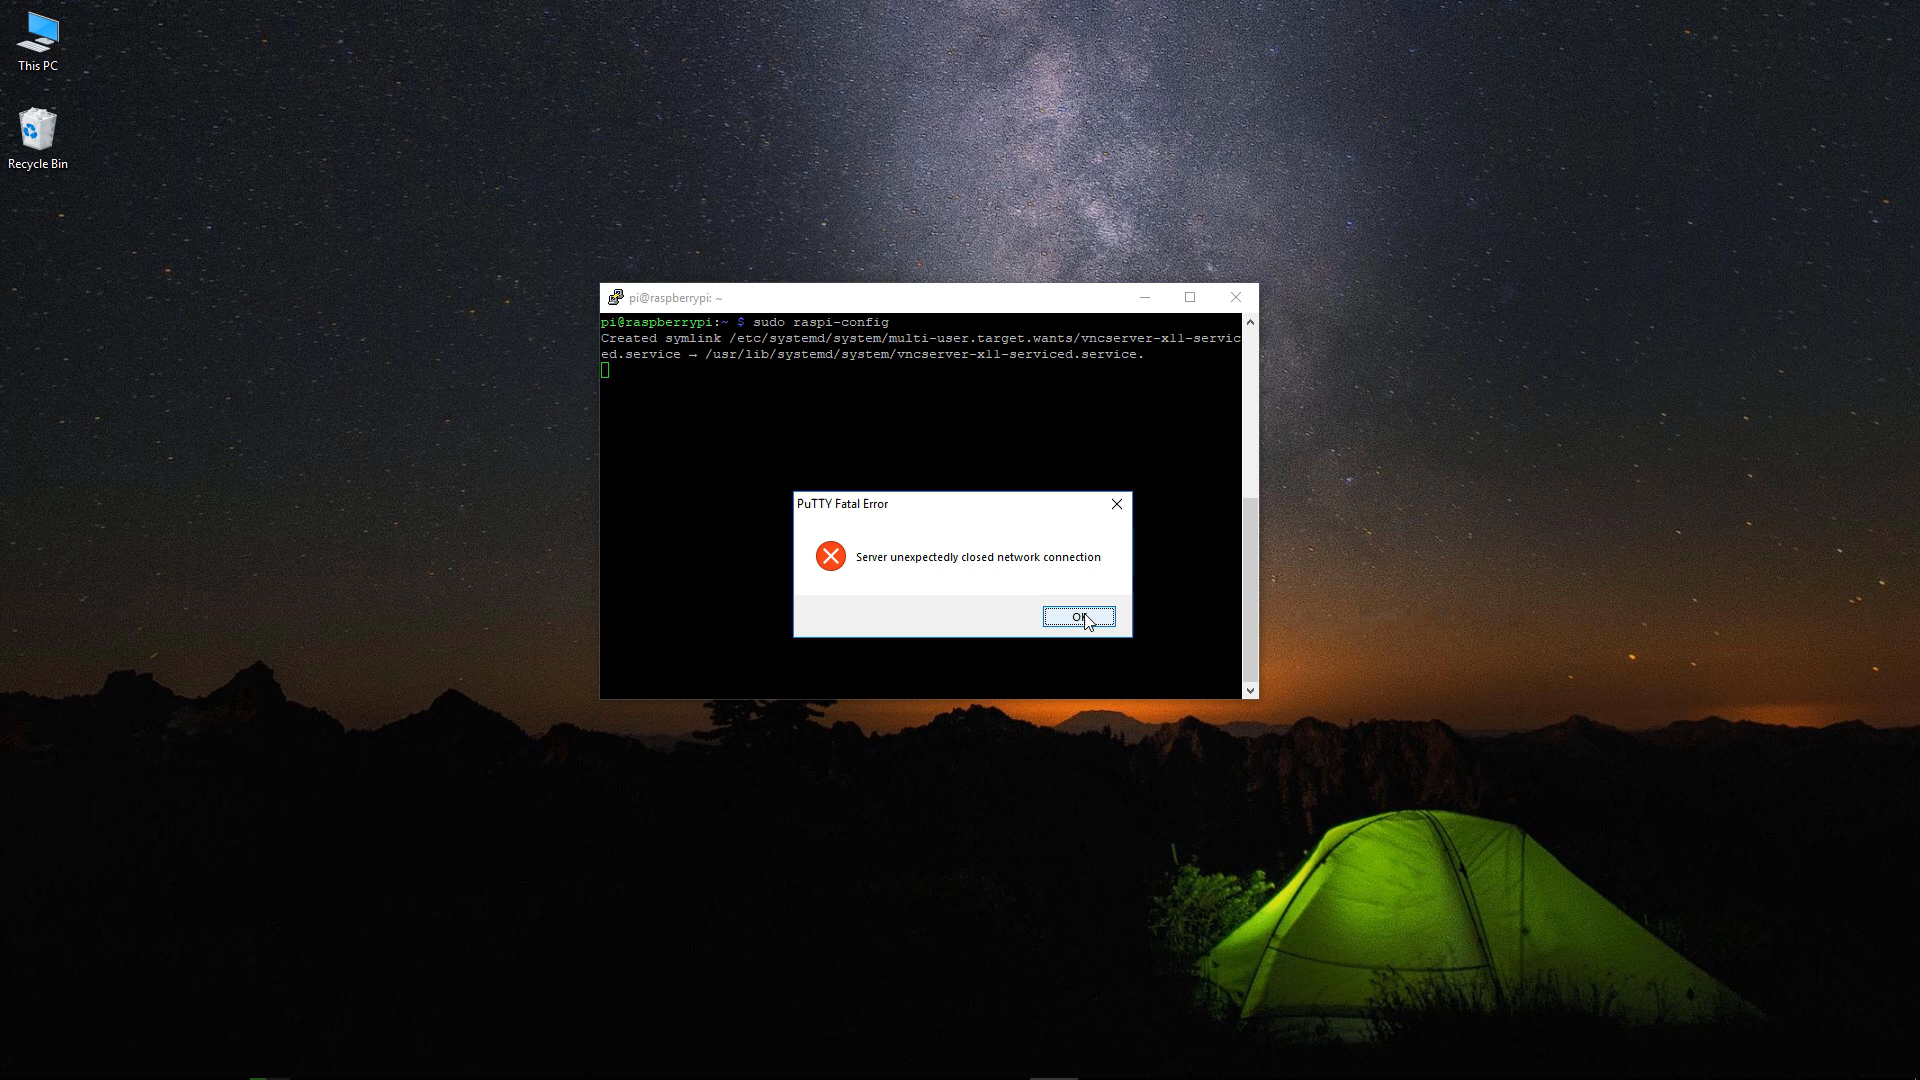 This PC
Recycle Bin
pi@raspberrypi: ~
pi@raspberrypi:~ $ sudo raspi-config
Created symlink /etc/systemd/system/multi-user.target.wants/vncserver-x11-servic
ed.service → /usr/lib/systemd/system/vncserver-x11-serviced.service.
PuTTY Fatal Error
Server unexpectedly closed network connection
OK